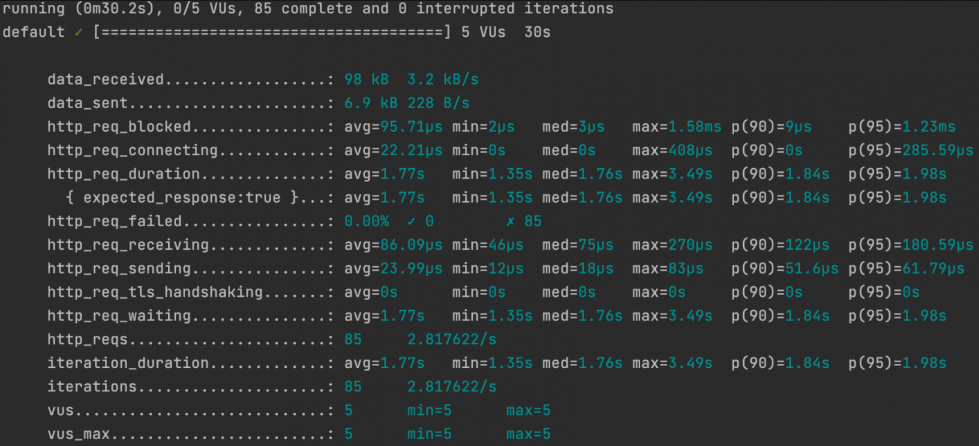 running (0m30.2s), 0/5 VUs, 85 complete and 0 interrupted iterations
default ✓ [======================================] 5 VUs  30s
data_received..................: 98 kB  3.2 kB/s
data_sent......................: 6.9 kB 228 B/s
http_req_blocked...............: avg=95.71µs min=2µs   med=3µs   max=1.58ms p(90)=9µs    p(95)=1.23ms
http_req_connecting............: avg=22.21µs min=0s    med=0s    max=408µs  p(90)=0s     p(95)=285.59µs
http_req_duration..............: avg=1.77s   min=1.35s med=1.76s max=3.49s  p(90)=1.84s  p(95)=1.98s
{ expected_response:true }...: avg=1.77s   min=1.35s med=1.76s max=3.49s  p(90)=1.84s  p(95)=1.98s
http_req_failed................: 0.00%  ✓ 0        ✗ 85
http_req_receiving.............: avg=86.09µs min=46µs  med=75µs  max=270µs  p(90)=122µs  p(95)=180.59µs
http_req_sending...............: avg=23.99µs min=12µs  med=18µs  max=83µs   p(90)=51.6µs p(95)=61.79µs
http_req_tls_handshaking.......: avg=0s      min=0s    med=0s    max=0s     p(90)=0s     p(95)=0s
http_req_waiting...............: avg=1.77s   min=1.35s med=1.76s max=3.49s  p(90)=1.84s  p(95)=1.98s
http_reqs......................: 85     2.817622/s
iteration_duration.............: avg=1.77s   min=1.35s med=1.76s max=3.49s  p(90)=1.84s  p(95)=1.98s
iterations.....................: 85     2.817622/s
vus............................: 5      min=5      max=5
vus_max........................: 5      min=5      max=5